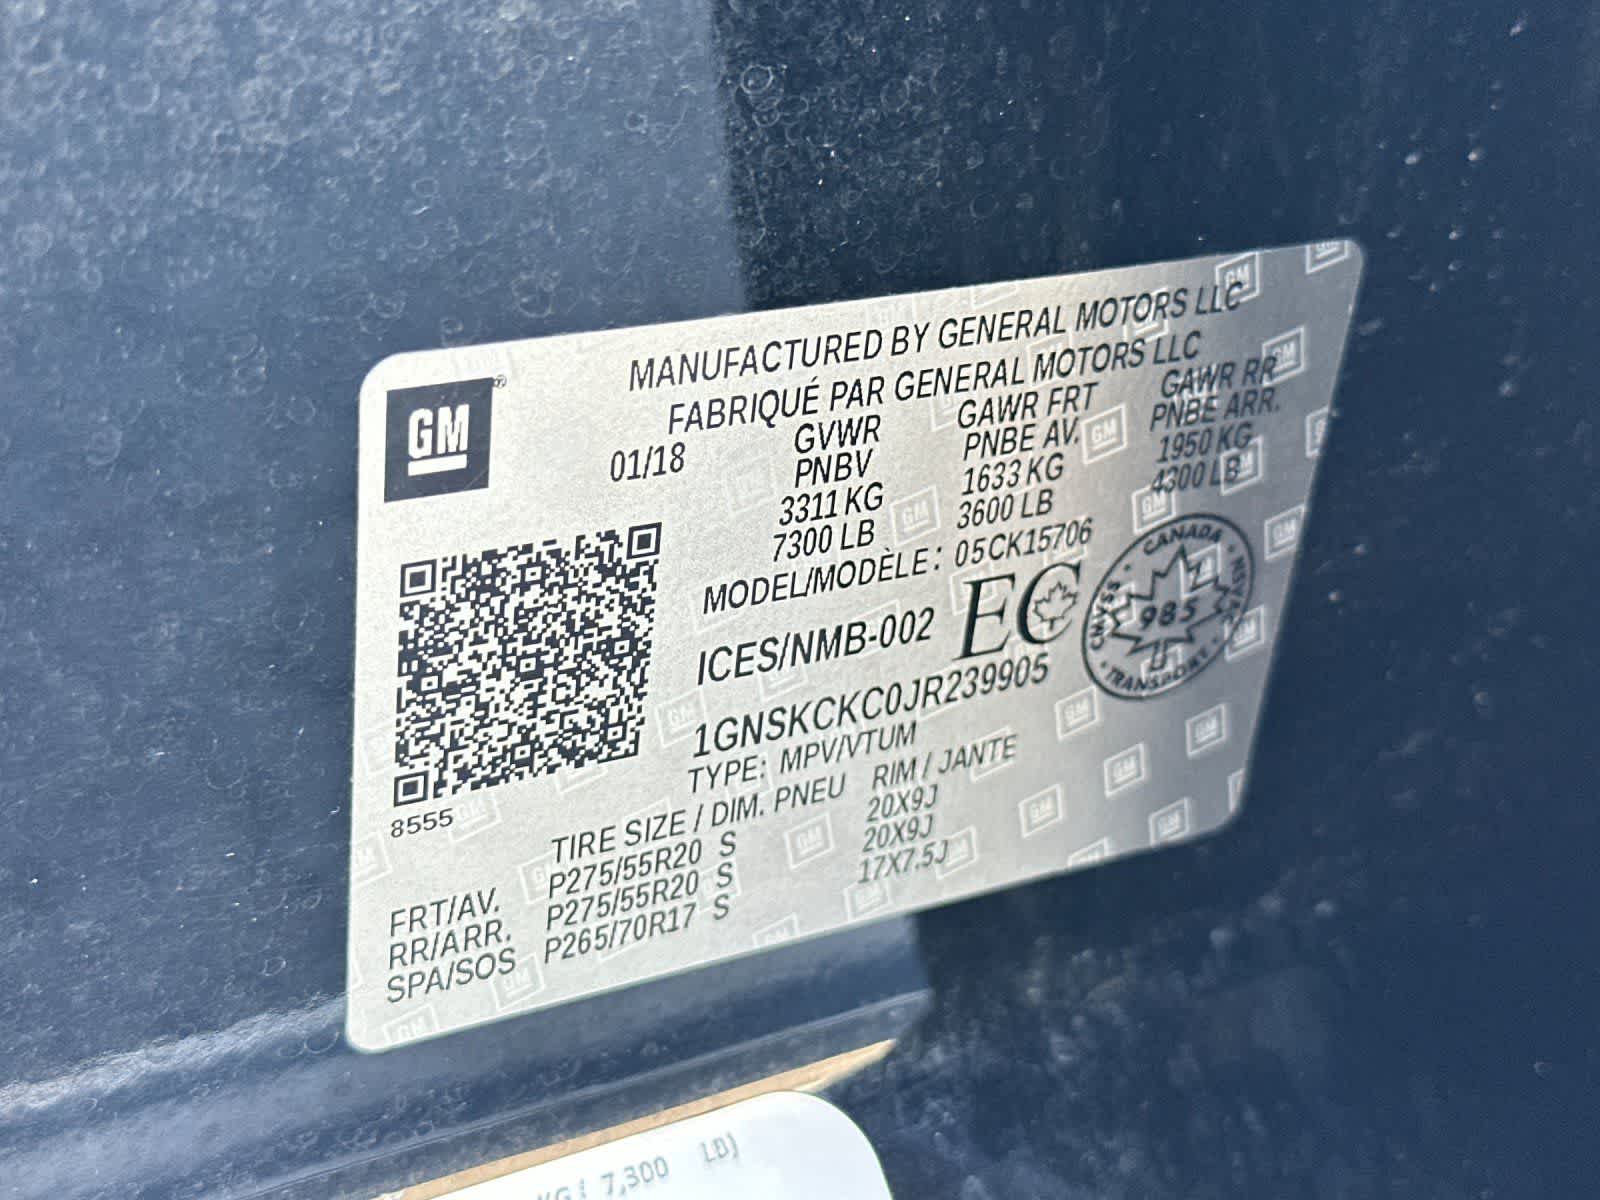 MANUFACTURED BY GENERAL MOTORS LLC
FABRIQUÉ PAR GENERAL MOTORS LLC
GM
01/18 GVWR GAWR FRT GAWR RR
PNBV PNBE AV. PNBE ARR.
3311 KG 1633 KG 1950 KG
7300 LB 3600 LB 4300 LB
MODEL/MODÈLE: 05CK15706
ICES/NMB-002 EC
CANADA
CMVSS 985 NSVAC
TRANSPORT
1GNSKCKC0JR239905
TYPE: MPV/VTUM
8555
TIRE SIZE / DIM. PNEU RIM / JANTE
FRT/AV. P275/55R20 S 20X9J
RR/ARR. P275/55R20 S 20X9J
SPA/SOS P265/70R17 S 17X7.5J
KG 7,300 LB)